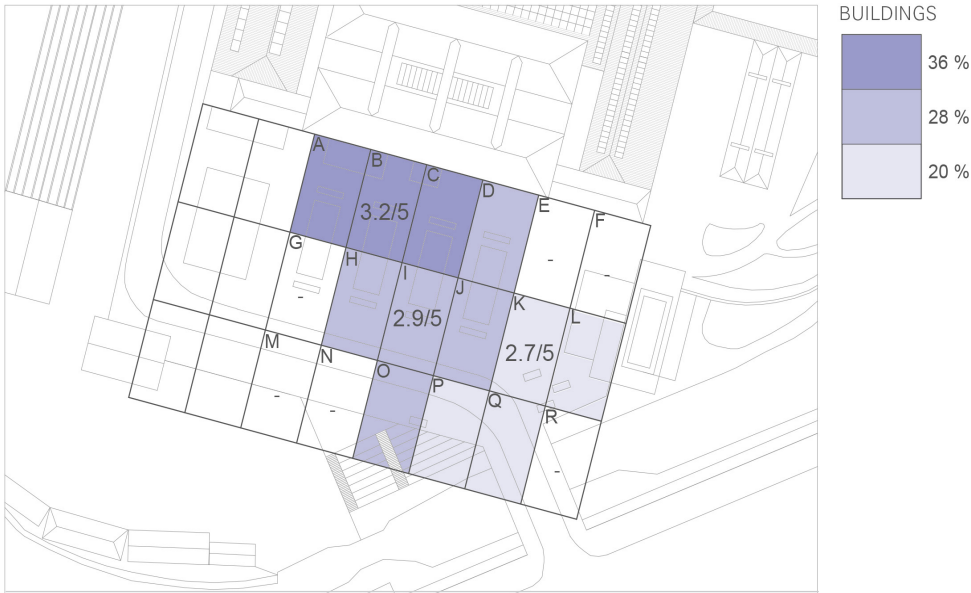 BUILDINGS
36 %
28 %
20 %
A
B
C
D
E
F
3.2/5
-
-
G
H
I
J
K
L
-
2.9/5
2.7/5
M
N
O
P
Q
R
-
-
-